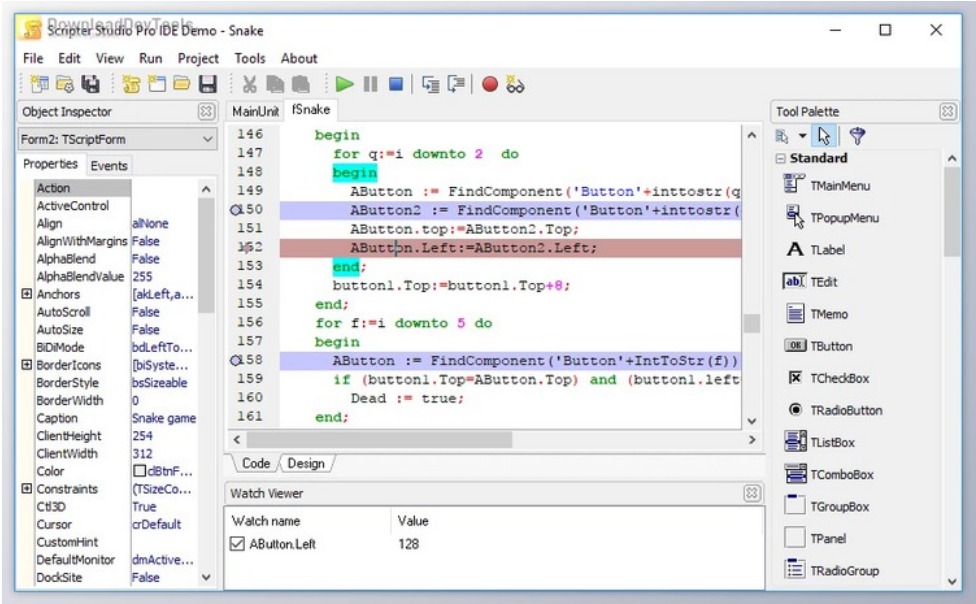 DownloadDevTools
Scripter Studio Pro IDE Demo - Snake
File Edit View Run Project Tools About
Object Inspector
Form2: TScriptForm
Properties Events
Action
ActiveControl
Align alNone
AlignWithMargins False
AlphaBlend False
AlphaBlendValue 255
Anchors [akLeft,a...
AutoScroll False
AutoSize False
BiDiMode bdLeftTo...
BorderIcons [biSyste...
BorderStyle bsSizeable
BorderWidth 0
Caption Snake game
ClientHeight 254
ClientWidth 312
Color clBtnF...
Constraints (TSizeCo...
Ctl3D True
Cursor crDefault
CustomHint
DefaultMonitor dmActive...
DockSite False
MainUnit fSnake
146 begin
147 for q:=i downto 2 do
148 begin
149 AButton := FindComponent('Button'+inttostr(q
150 AButton2 := FindComponent('Button'+inttostr(
151 AButton.top:=AButton2.Top;
152 AButton.Left:=AButton2.Left;
153 end;
154 button1.Top:=button1.Top+8;
155 end;
156 for f:=i downto 5 do
157 begin
158 AButton := FindComponent('Button'+IntToStr(f))
159 if (button1.Top=AButton.Top) and (button1.left
160 Dead := true;
161 end;
Code Design
Watch Viewer
Watch name Value
AButton.Left 128
Tool Palette
Standard
TMainMenu
TPopupMenu
A TLabel
ab TEdit
TMemo
OK TButton
TCheckBox
TRadioButton
TListBox
TComboBox
TGroupBox
TPanel
TRadioGroup